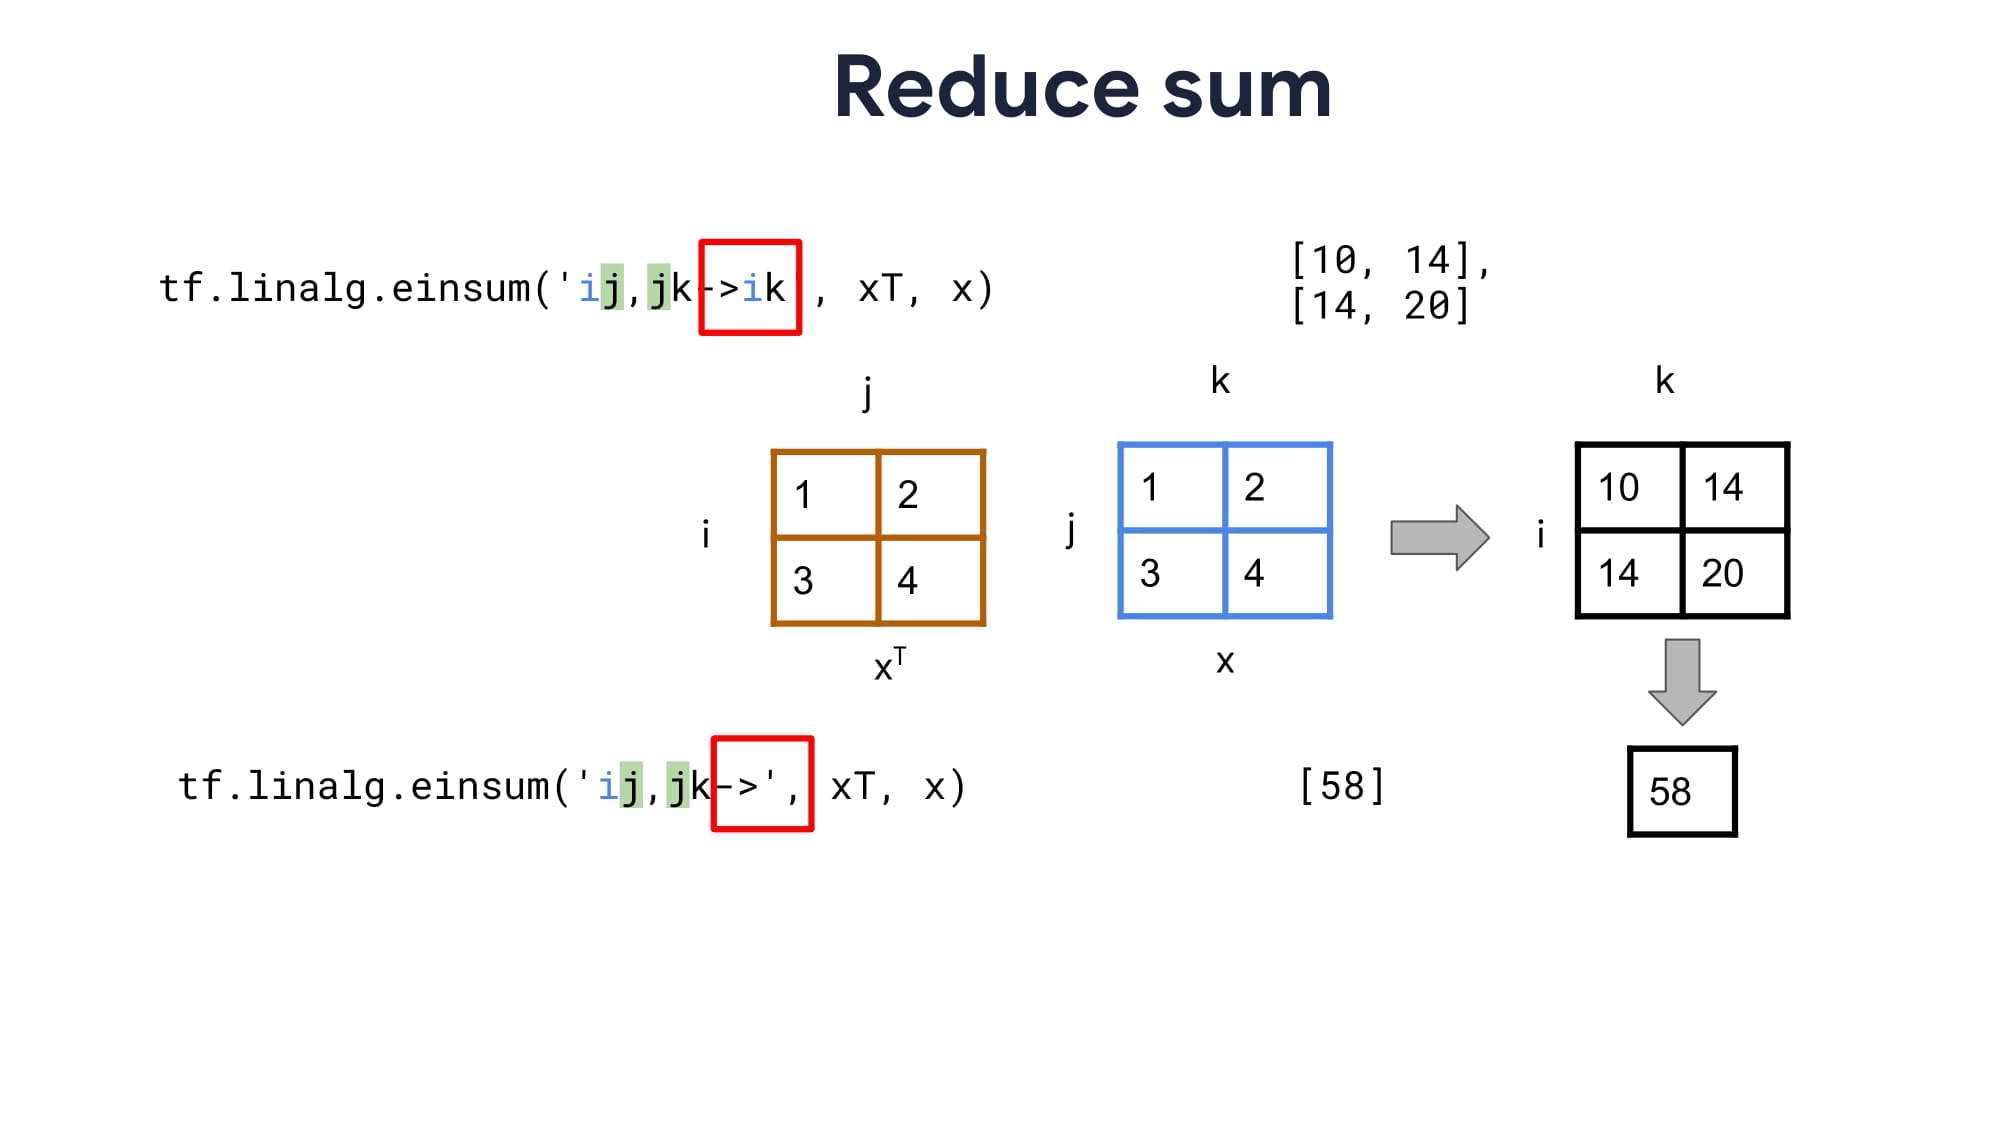 Reduce sum
tf.linalg.einsum('ij,jk->ik , xT, x)
[10, 14],
[14, 20]
j
k
k
i
1 2
3 4
j
1 2
3 4
i
10 14
14 20
xT
x
tf.linalg.einsum('ij,jk->', xT, x)
[58]
58